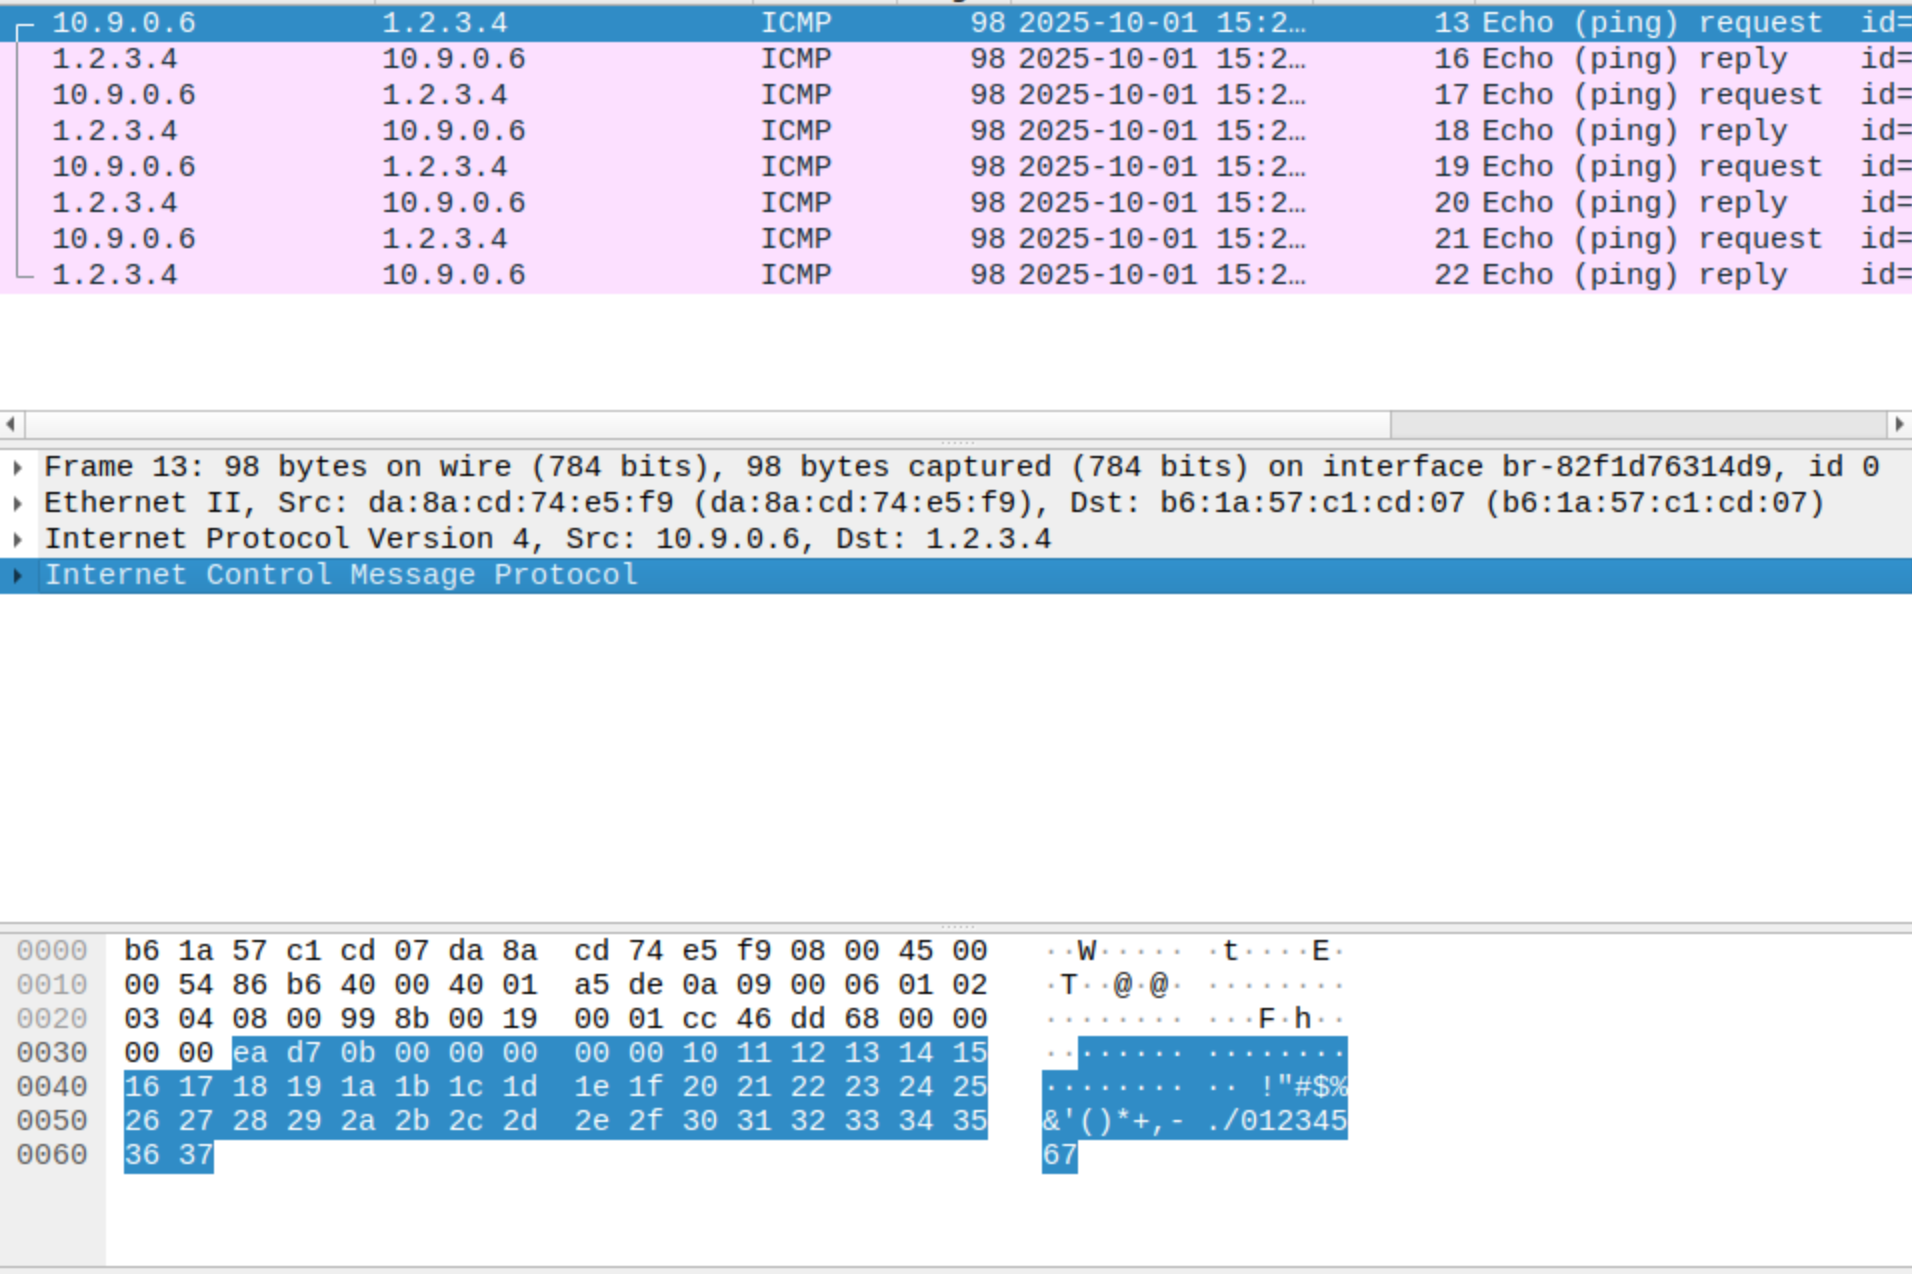 10.9.0.6 1.2.3.4 ICMP 98 2025-10-01 15:2… 13 Echo (ping) request id=
1.2.3.4 10.9.0.6 ICMP 98 2025-10-01 15:2… 16 Echo (ping) reply id=
10.9.0.6 1.2.3.4 ICMP 98 2025-10-01 15:2… 17 Echo (ping) request id=
1.2.3.4 10.9.0.6 ICMP 98 2025-10-01 15:2… 18 Echo (ping) reply id=
10.9.0.6 1.2.3.4 ICMP 98 2025-10-01 15:2… 19 Echo (ping) request id=
1.2.3.4 10.9.0.6 ICMP 98 2025-10-01 15:2… 20 Echo (ping) reply id=
10.9.0.6 1.2.3.4 ICMP 98 2025-10-01 15:2… 21 Echo (ping) request id=
1.2.3.4 10.9.0.6 ICMP 98 2025-10-01 15:2… 22 Echo (ping) reply id=
Frame 13: 98 bytes on wire (784 bits), 98 bytes captured (784 bits) on interface br-82f1d76314d9, id 0
Ethernet II, Src: da:8a:cd:74:e5:f9 (da:8a:cd:74:e5:f9), Dst: b6:1a:57:c1:cd:07 (b6:1a:57:c1:cd:07)
Internet Protocol Version 4, Src: 10.9.0.6, Dst: 1.2.3.4
Internet Control Message Protocol
0000 b6 1a 57 c1 cd 07 da 8a cd 74 e5 f9 08 00 45 00 ··W····· ·t····E·
0010 00 54 86 b6 40 00 40 01 a5 de 0a 09 00 06 01 02 ·T··@·@· ········
0020 03 04 08 00 99 8b 00 19 00 01 cc 46 dd 68 00 00 ········ ···F·h··
0030 00 00 ea d7 0b 00 00 00 00 00 10 11 12 13 14 15 ········ ········
0040 16 17 18 19 1a 1b 1c 1d 1e 1f 20 21 22 23 24 25 ········ ·· !"#$%
0050 26 27 28 29 2a 2b 2c 2d 2e 2f 30 31 32 33 34 35 &'()*+,- ./012345
0060 36 37 67